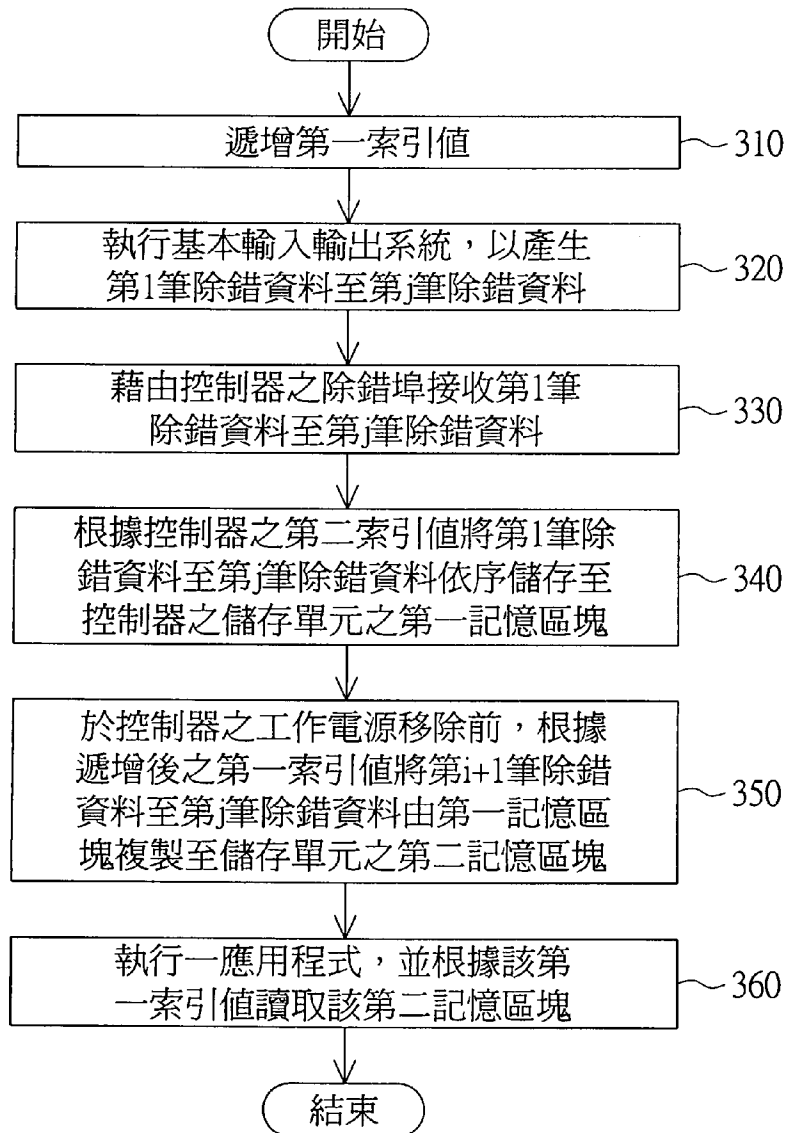 開始
遞增第一索引值
310
執行基本輸入輸出系統，以產生
第1筆除錯資料至第j筆除錯資料
320
藉由控制器之除錯埠接收第1筆
除錯資料至第j筆除錯資料
330
根據控制器之第二索引值將第1筆除
錯資料至第j筆除錯資料依序儲存至
控制器之儲存單元之第一記憶區塊
340
於控制器之工作電源移除前，根據
遞增後之第一索引值將第i+1筆除錯
資料至第j筆除錯資料由第一記憶區
塊複製至儲存單元之第二記憶區塊
350
執行一應用程式，並根據該第
一索引值讀取該第二記憶區塊
360
結束